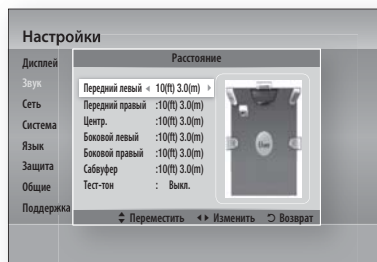 Настройки
Дисплей
Звук
Сеть
Система
Язык
Защита
Общие
Поддержка
Расстояние
Передний левый ◄ 10(ft) 3.0(m) ►
Передний правый :10(ft) 3.0(m)
Центр. :10(ft) 3.0(m)
Боковой левый :10(ft) 3.0(m)
Боковой правый :10(ft) 3.0(m)
Сабвуфер :10(ft) 3.0(m)
Тест-тон : Выкл.
User
Переместить Изменить Возврат